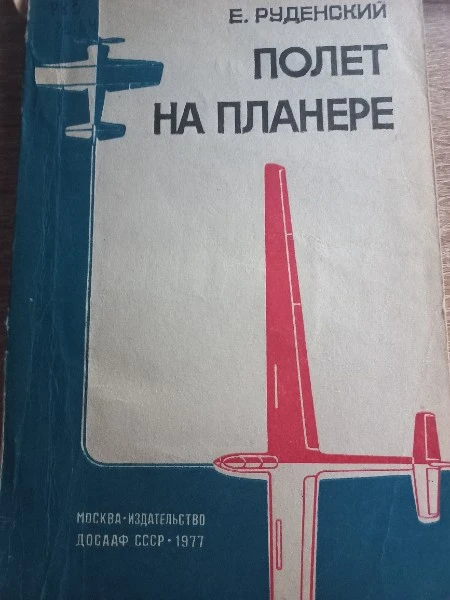 Е. РУДЕНСКИЙ
ПОЛЕТ
НА ПЛАНЕРЕ
МОСКВА·ИЗДАТЕЛЬСТВО
ДОСААФ СССР·1977